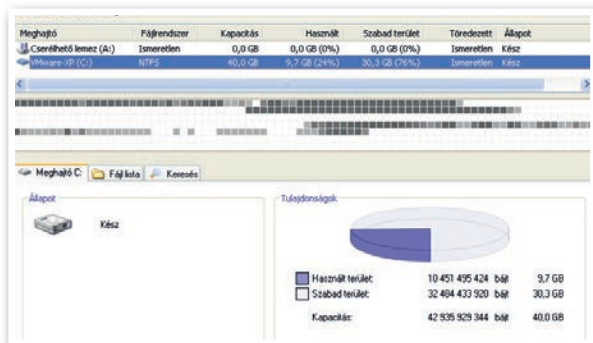 Meghajtó Fájlrendszer Kapacitás Használt Szabad terület Töredezett Állapot
Cserélhető lemez (A:) Ismeretlen 0,0 GB 0,0 GB (0%) 0,0 GB (0%) Ismeretlen Kész
VMware-XP (C:) NTFS 40,0 GB 9,7 GB (24%) 30,3 GB (76%) Ismeretlen Kész
Meghajtó C: Fájl lista Keresés
Állapot
Kész
Tulajdonságok
Használt terület: 10 451 495 424 bájt 9,7 GB
Szabad terület: 32 484 433 920 bájt 30,3 GB
Kapacitás: 42 935 929 344 bájt 40,0 GB